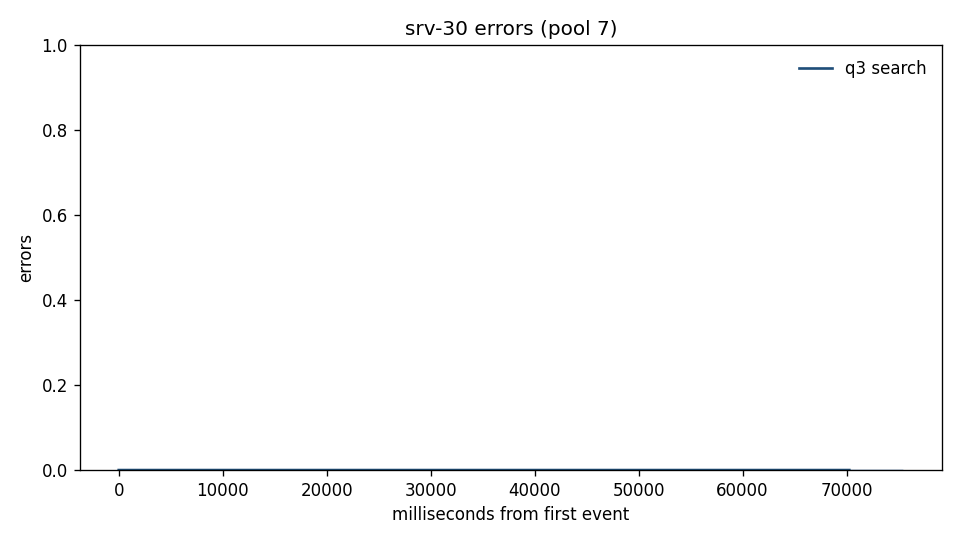 srv-30 errors (pool 7)
q3 search
errors
1.0
0.8
0.6
0.4
0.2
0.0
0 10000 20000 30000 40000 50000 60000 70000
milliseconds from first event